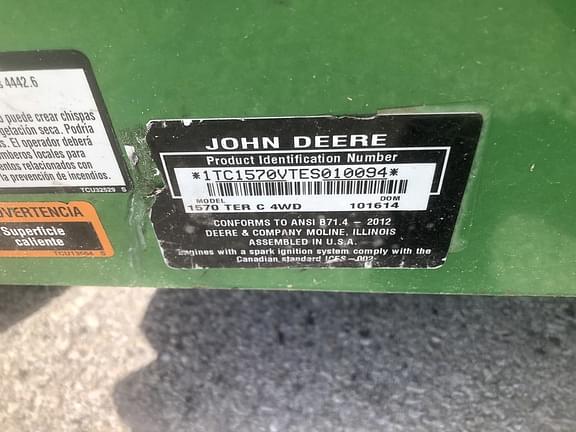 s 4442.6
puede crear chispas
getación seca. Podría
s. El operador deberá
mberos locales para
entos relacionados con
a prevención de incendios.
TCU32529 S
DVERTENCIA
Superficie
caliente
S
JOHN DEERE
Product Identification Number
*1TC1570VTES010094*
MODEL DOM
1570 TER C 4WD 101614
CONFORMS TO ANSI B71.4 – 2012
DEERE & COMPANY MOLINE, ILLINOIS
ASSEMBLED IN U.S.A.
Engines with a spark ignition system comply with the
Canadian standard ICES–002